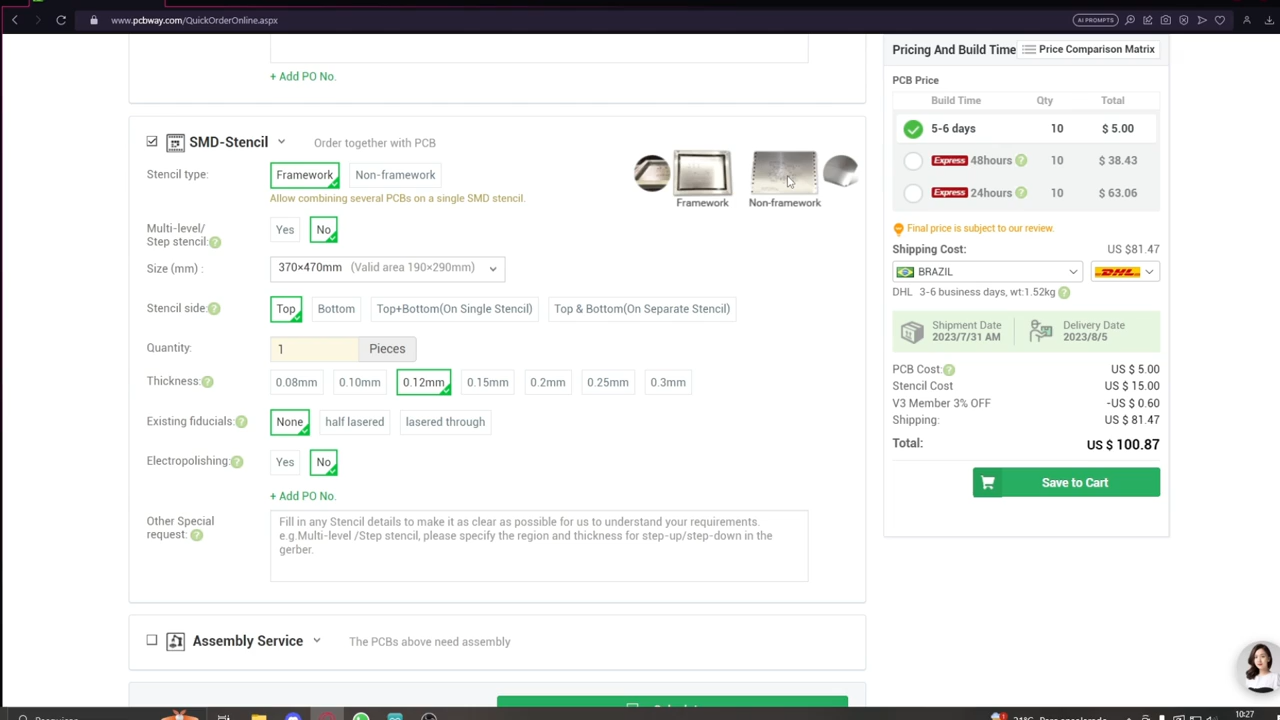 www.pcbway.com/QuickOrderOnline.aspx
AI PROMPTS
+ Add PO No.
SMD-Stencil
Order together with PCB
Stencil type:
Framework
Non-framework
Allow combining several PCBs on a single SMD stencil.
Framework
Non-framework
Multi-level/
Step stencil:
Yes
No
Size (mm) :
370×470mm (Valid area 190×290mm)
Stencil side:
Top
Bottom
Top+Bottom(On Single Stencil)
Top & Bottom(On Separate Stencil)
Quantity:
1
Pieces
Thickness:
0.08mm
0.10mm
0.12mm
0.15mm
0.2mm
0.25mm
0.3mm
Existing fiducials:
None
half lasered
lasered through
Electropolishing:
Yes
No
+ Add PO No.
Other Special
request:
Fill in any Stencil details to make it as clear as possible for us to understand your requirements.
e.g.Multi-level /Step stencil, please specify the region and thickness for step-up/step-down in the
gerber.
Assembly Service
The PCBs above need assembly
Pricing And Build Time
Price Comparison Matrix
PCB Price
Build Time Qty Total
5-6 days 10 $ 5.00
Express 48hours 10 $ 38.43
Express 24hours 10 $ 63.06
Final price is subject to our review.
Shipping Cost: US $81.47
BRAZIL
DHL
DHL 3-6 business days, wt:1.52kg
Shipment Date
2023/7/31 AM
Delivery Date
2023/8/5
PCB Cost: US $ 5.00
Stencil Cost US $ 15.00
V3 Member 3% OFF -US $ 0.60
Shipping: US $ 81.47
Total: US $ 100.87
Save to Cart
10:27